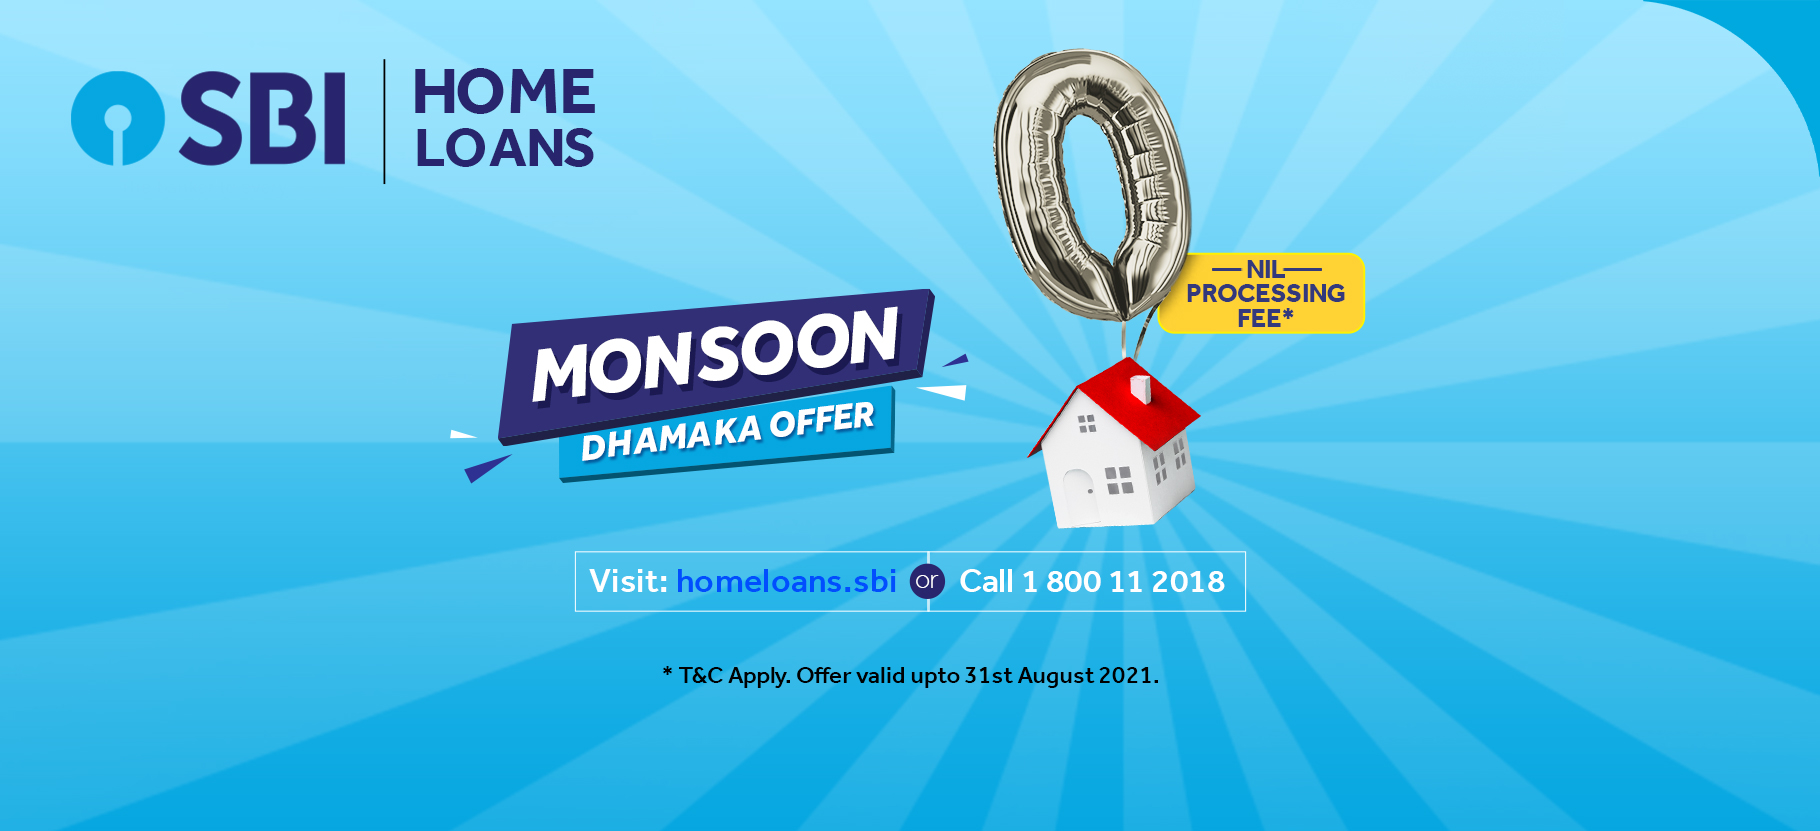 SBI
HOME
LOANS
0
NIL
PROCESSING
FEE*
MONSOON
DHAMAKA OFFER
Visit: homeloans.sbi or Call 1 800 11 2018
* T&C Apply. Offer valid upto 31st August 2021.